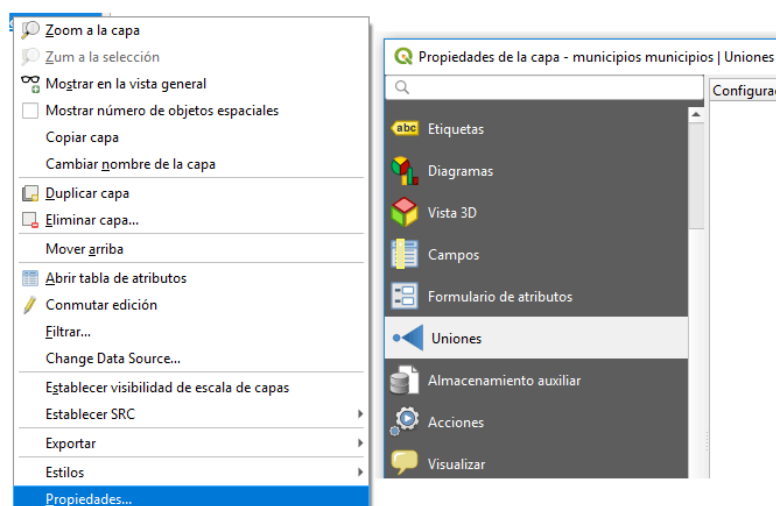 Zoom a la capa
Zum a la selección
Mostrar en la vista general
Mostrar número de objetos espaciales
Copiar capa
Cambiar nombre de la capa
Duplicar capa
Eliminar capa...
Mover arriba
Abrir tabla de atributos
Conmutar edición
Filtrar...
Change Data Source...
Establecer visibilidad de escala de capas
Establecer SRC
Exportar
Estilos
Propiedades...
Propiedades de la capa - municipios municipios | Uniones
Configura
abc Etiquetas
Diagramas
Vista 3D
Campos
Formulario de atributos
Uniones
Almacenamiento auxiliar
Acciones
Visualizar